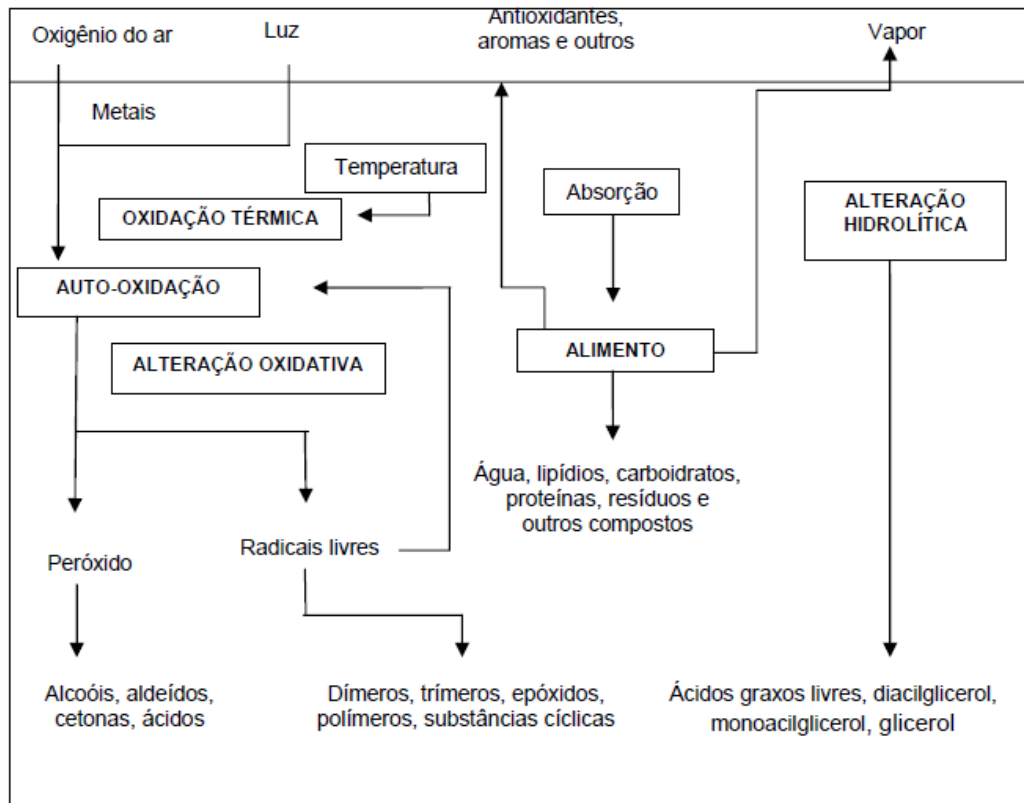 Oxigênio do ar
Luz
Antioxidantes,
aromas e outros
Vapor
Metais
Temperatura
Absorção
ALTERAÇÃO
HIDROLÍTICA
OXIDAÇÃO TÉRMICA
AUTO-OXIDAÇÃO
ALTERAÇÃO OXIDATIVA
ALIMENTO
Água, lipídios, carboidratos,
proteínas, resíduos e
outros compostos
Peróxido
Radicais livres
Alcoóis, aldeídos,
cetonas, ácidos
Dímeros, trímeros, epóxidos,
polímeros, substâncias cíclicas
Ácidos graxos livres, diacilglicerol,
monoacilglicerol, glicerol